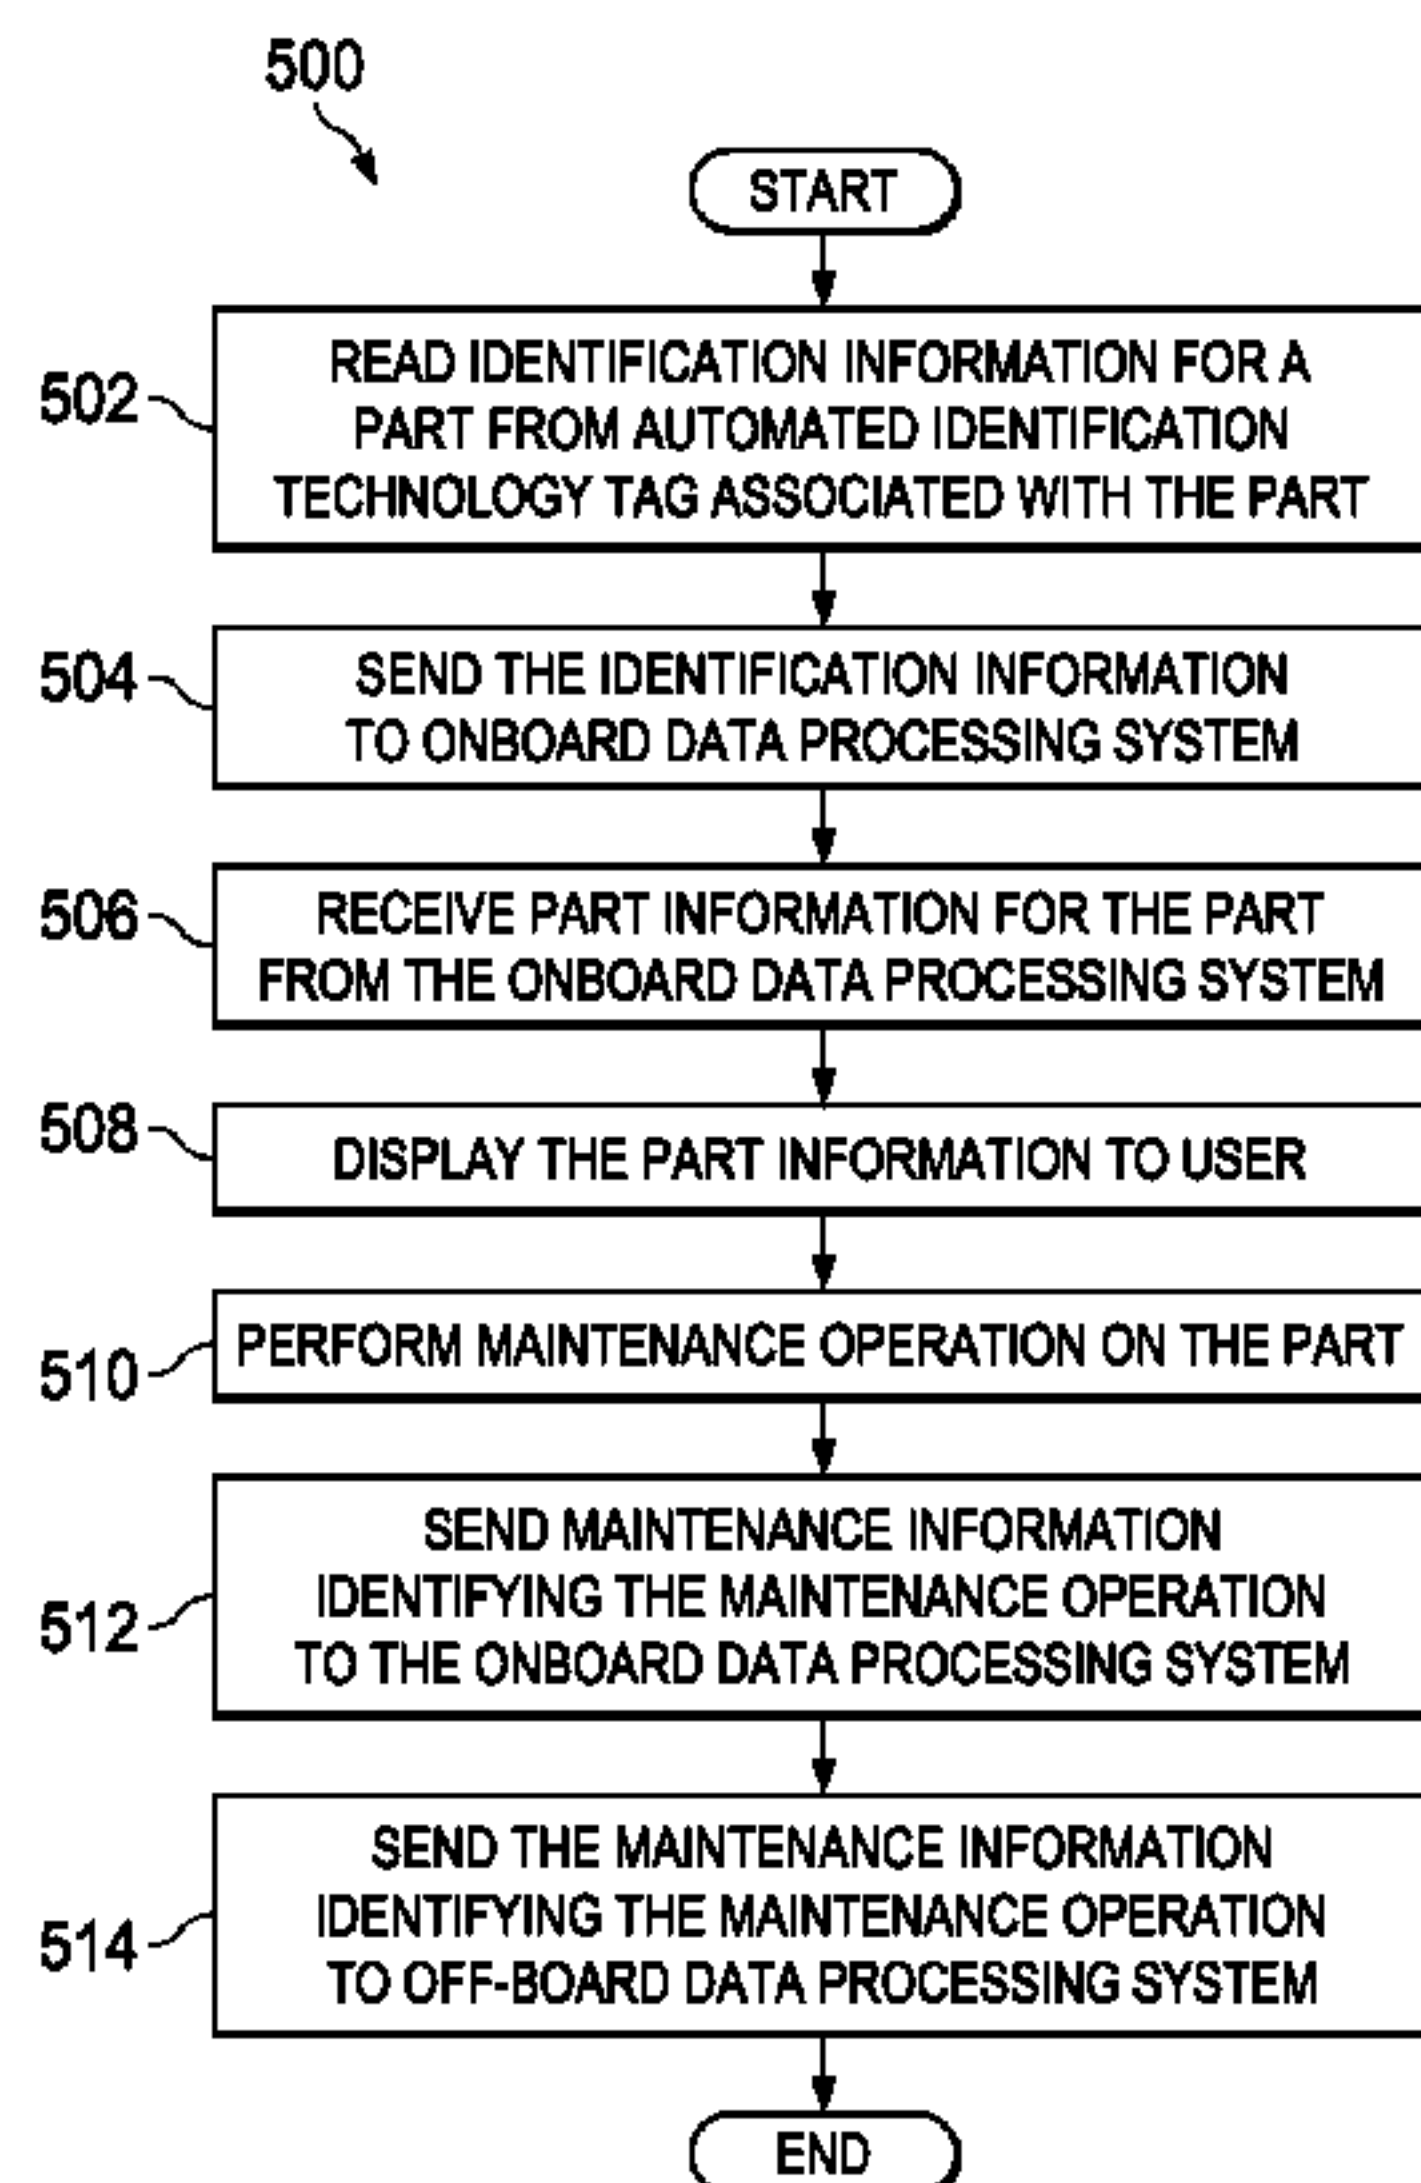 500
START
502
READ IDENTIFICATION INFORMATION FOR A
PART FROM AUTOMATED IDENTIFICATION
TECHNOLOGY TAG ASSOCIATED WITH THE PART
504
SEND THE IDENTIFICATION INFORMATION
TO ONBOARD DATA PROCESSING SYSTEM
506
RECEIVE PART INFORMATION FOR THE PART
FROM THE ONBOARD DATA PROCESSING SYSTEM
508
DISPLAY THE PART INFORMATION TO USER
510
PERFORM MAINTENANCE OPERATION ON THE PART
512
SEND MAINTENANCE INFORMATION
IDENTIFYING THE MAINTENANCE OPERATION
TO THE ONBOARD DATA PROCESSING SYSTEM
514
SEND THE MAINTENANCE INFORMATION
IDENTIFYING THE MAINTENANCE OPERATION
TO OFF-BOARD DATA PROCESSING SYSTEM
END